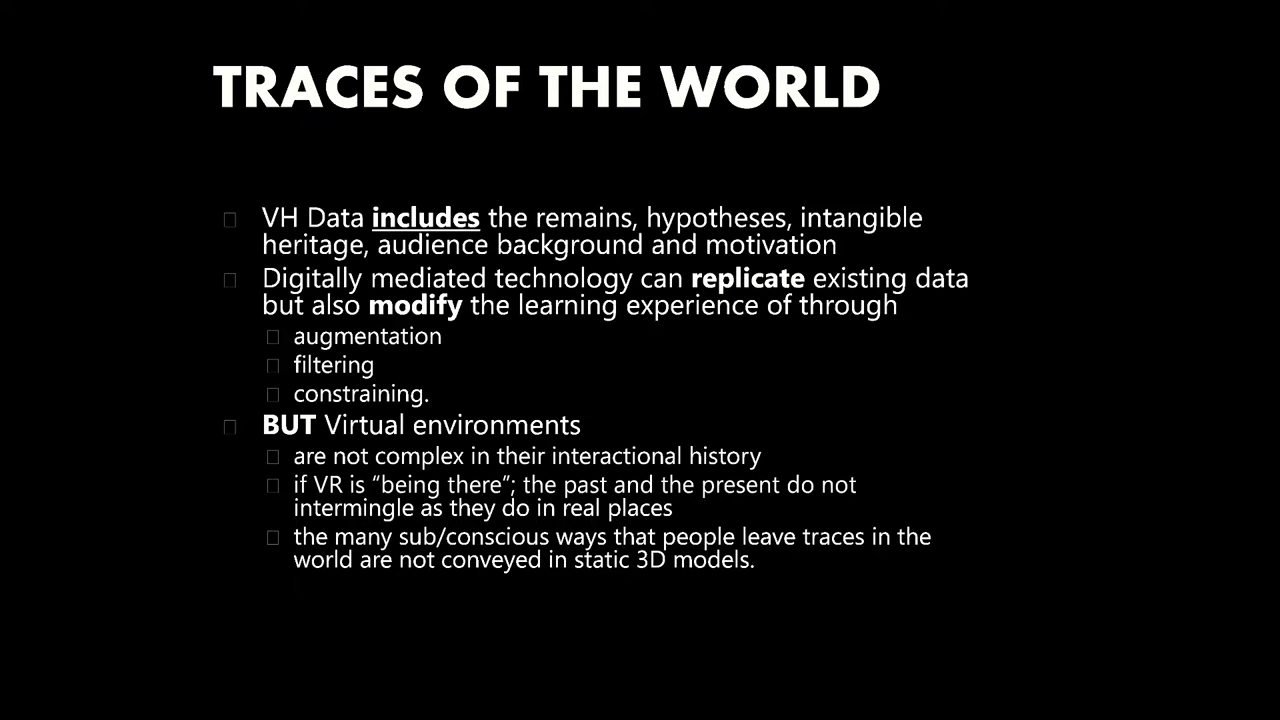 TRACES OF THE WORLD
VH Data includes the remains, hypotheses, intangible
heritage, audience background and motivation
Digitally mediated technology can replicate existing data
but also modify the learning experience of through
augmentation
filtering
constraining.
BUT Virtual environments
are not complex in their interactional history
if VR is “being there”; the past and the present do not
intermingle as they do in real places
the many sub/conscious ways that people leave traces in the
world are not conveyed in static 3D models.